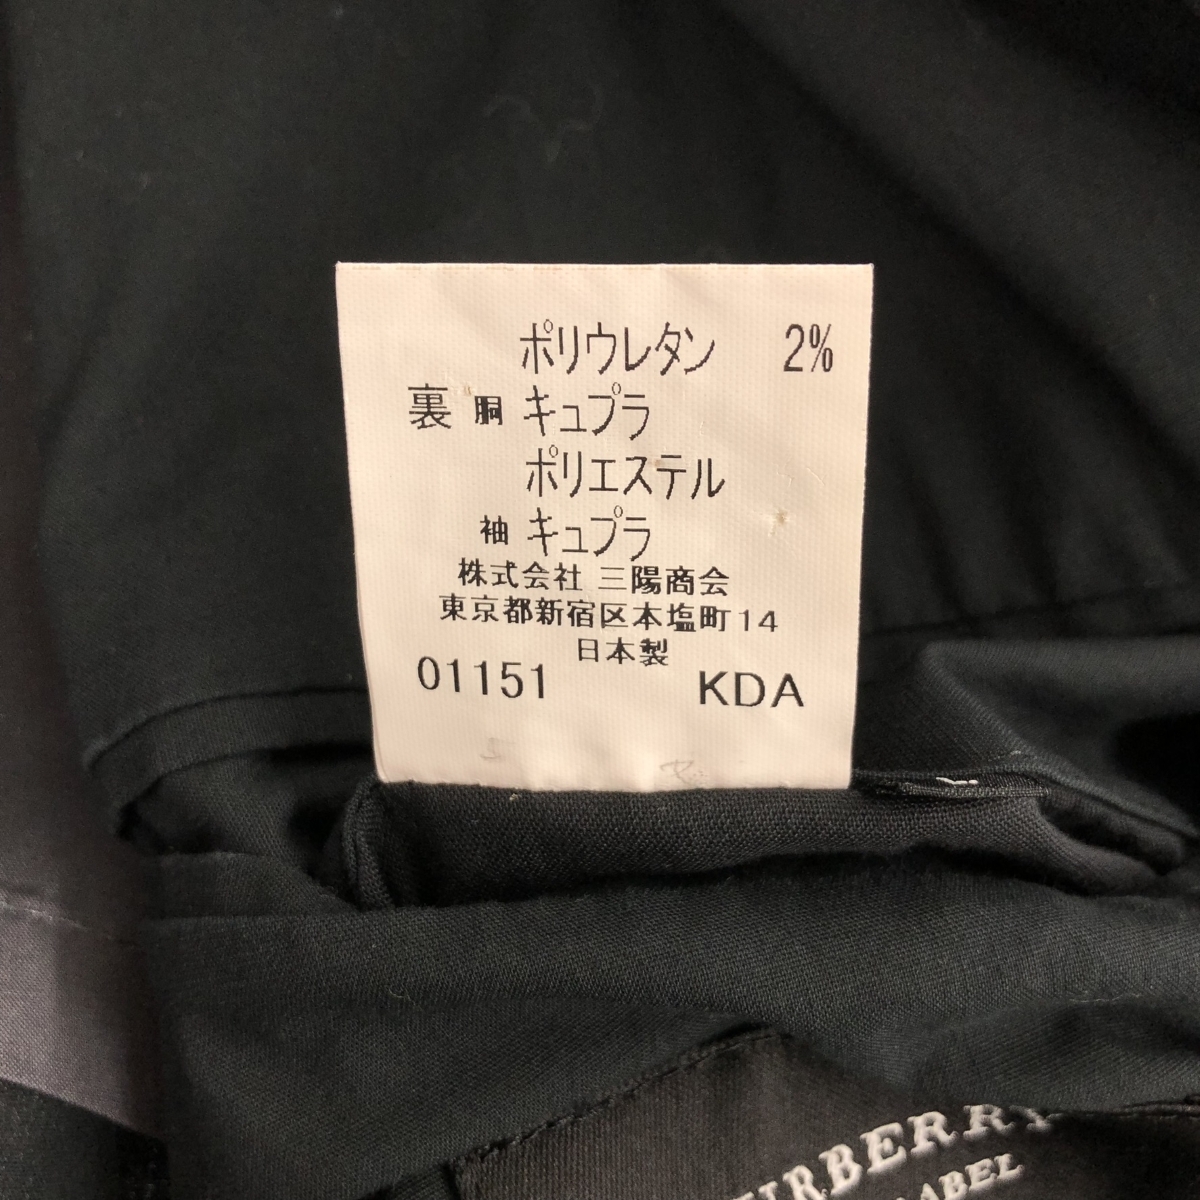 ポリウレタン 2%
裏 胴 キュプラ
ポリエステル
袖 キュプラ
株式会社 三陽商会
東京都新宿区本塩町14
日本製
01151 KDA
BURBERRY
LABEL